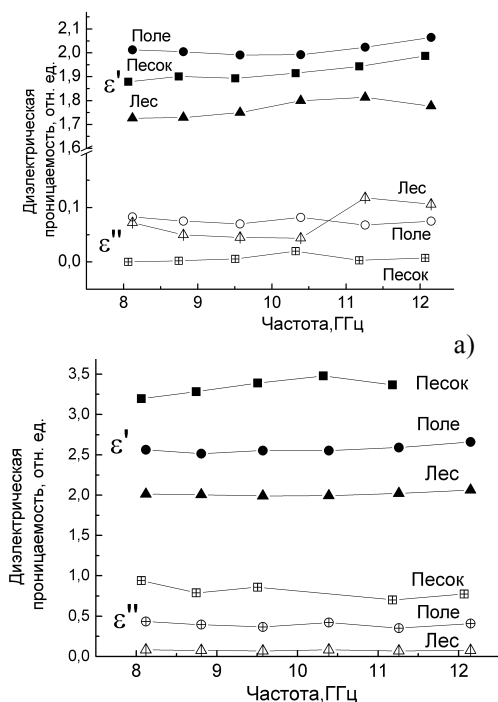 Диэлектрическая
проницаемость, отн. ед.
2,1
2,0
1,9
1,8
1,7
1,6
0,1
0,0
ε'
ε"
Поле
Песок
Лес
Лес
Поле
Песок
8 9 10 11 12
Частота,ГГц
а)
Диэлектрическая
проницаемость, отн. ед.
3,5
3,0
2,5
2,0
1,5
1,0
0,5
0,0
ε'
ε"
Песок
Поле
Лес
Песок
Поле
Лес
8 9 10 11 12
Частота,ГГц